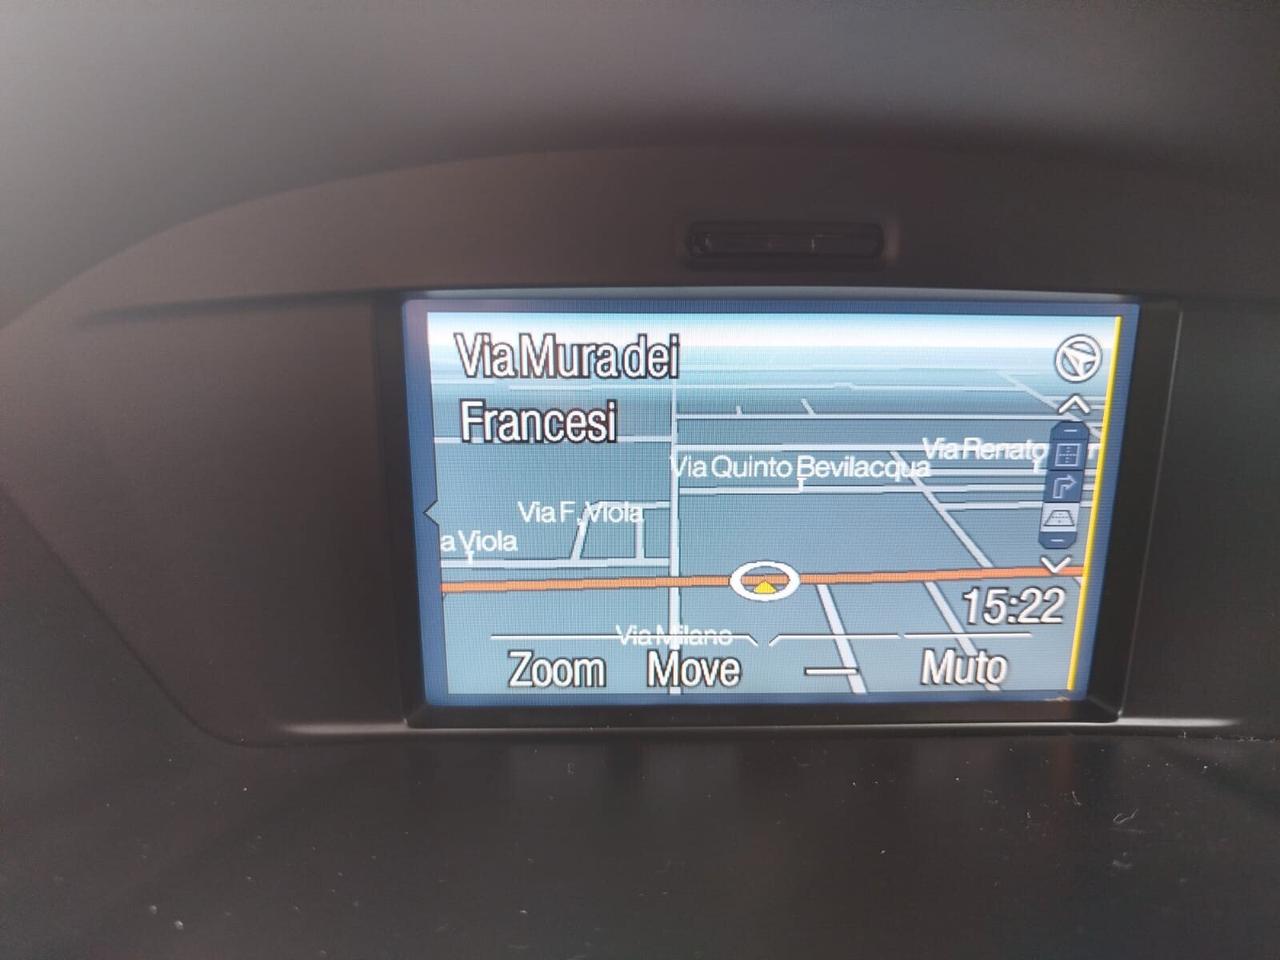 Via Mura dei
Francesi
Via Renato
Via Quinto Bevilacqua
Via F. Viola
a Viola
15:22
Via Milano
Zoom Move Muto